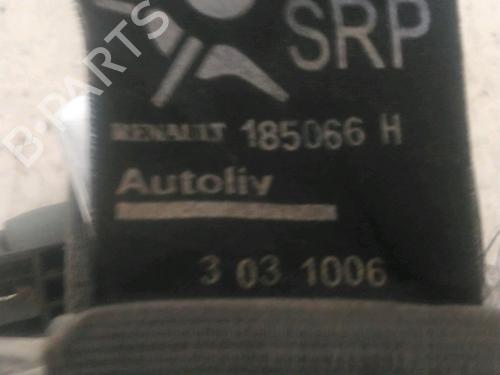 SRP
RENAULT 185066 H
Autoliv
3 03 1006
B-PARTS